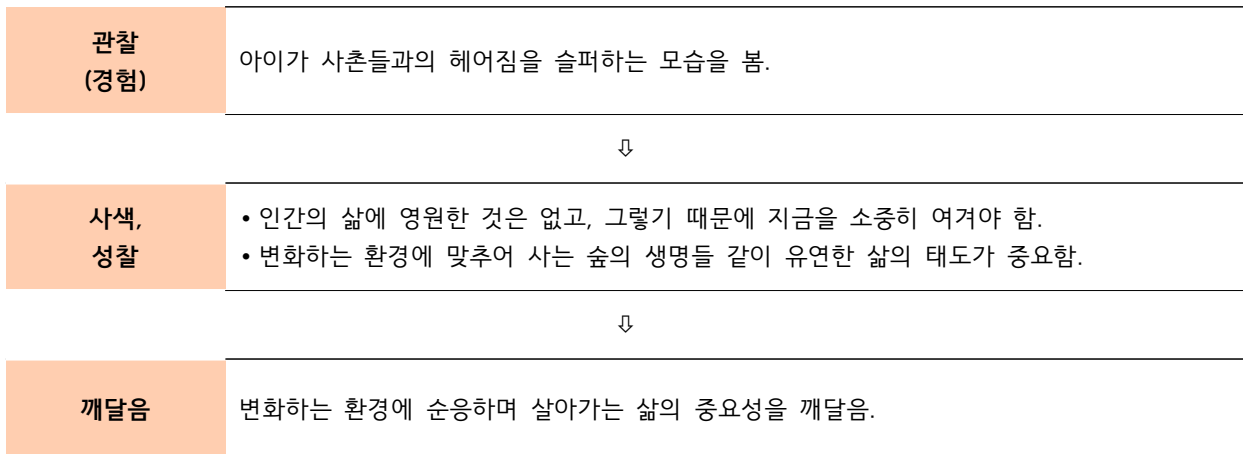 관찰
(경험)
아이가 사촌들과의 헤어짐을 슬퍼하는 모습을 봄.
⇩
사색,
성찰
• 인간의 삶에 영원한 것은 없고, 그렇기 때문에 지금을 소중히 여겨야 함.
• 변화하는 환경에 맞추어 사는 숲의 생명들 같이 유연한 삶의 태도가 중요함.
⇩
깨달음
변화하는 환경에 순응하며 살아가는 삶의 중요성을 깨달음.